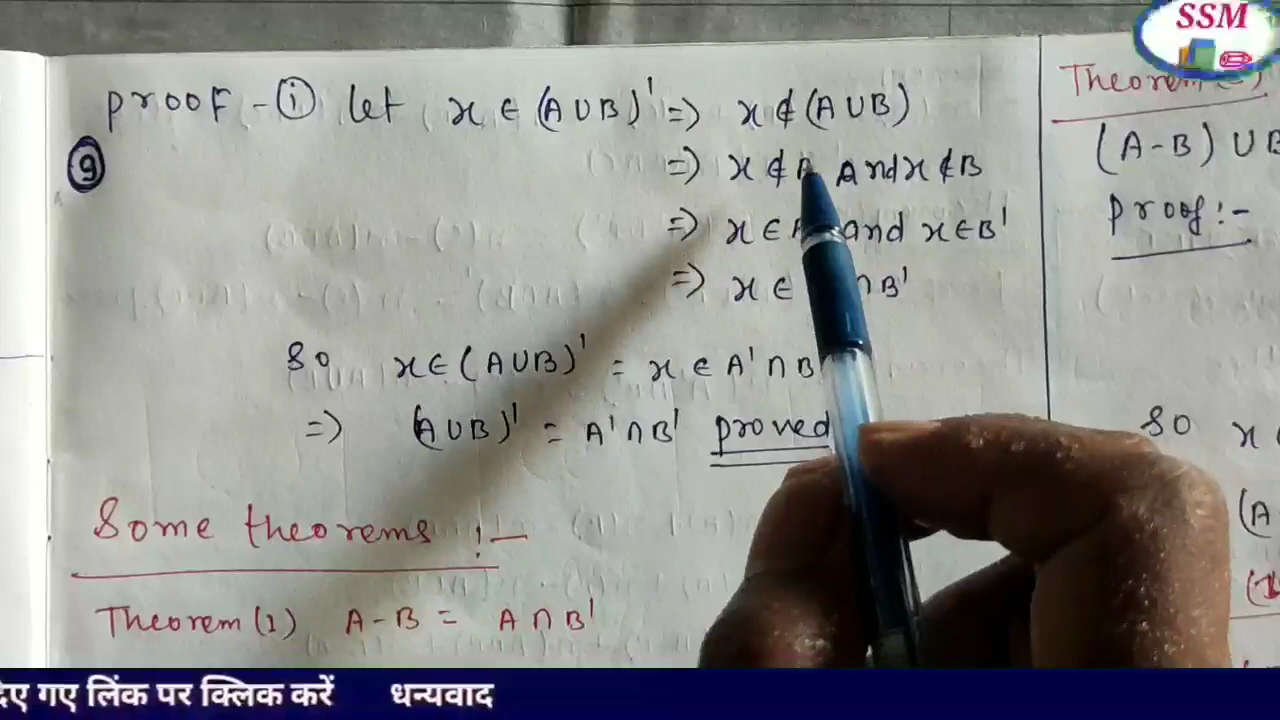 SSM
Proof - (i) Let x ∈ (A ∪ B)' => x ∉ (A ∪ B)
(9)
=> x ∉ A And x ∉ B
=> x ∈ and x ∈ B'
=> x ∈ ∩ B'
So x ∈ (A ∪ B)' = x ∈ A' ∩ B
=> (A ∪ B)' = A' ∩ B' proved
Some theorems :-
Theorem (1) A - B = A ∩ B'
Theorem
(A - B) ∪ B
Proof :-
So x
(A
दिए गए लिंक पर क्लिक करें धन्यवाद